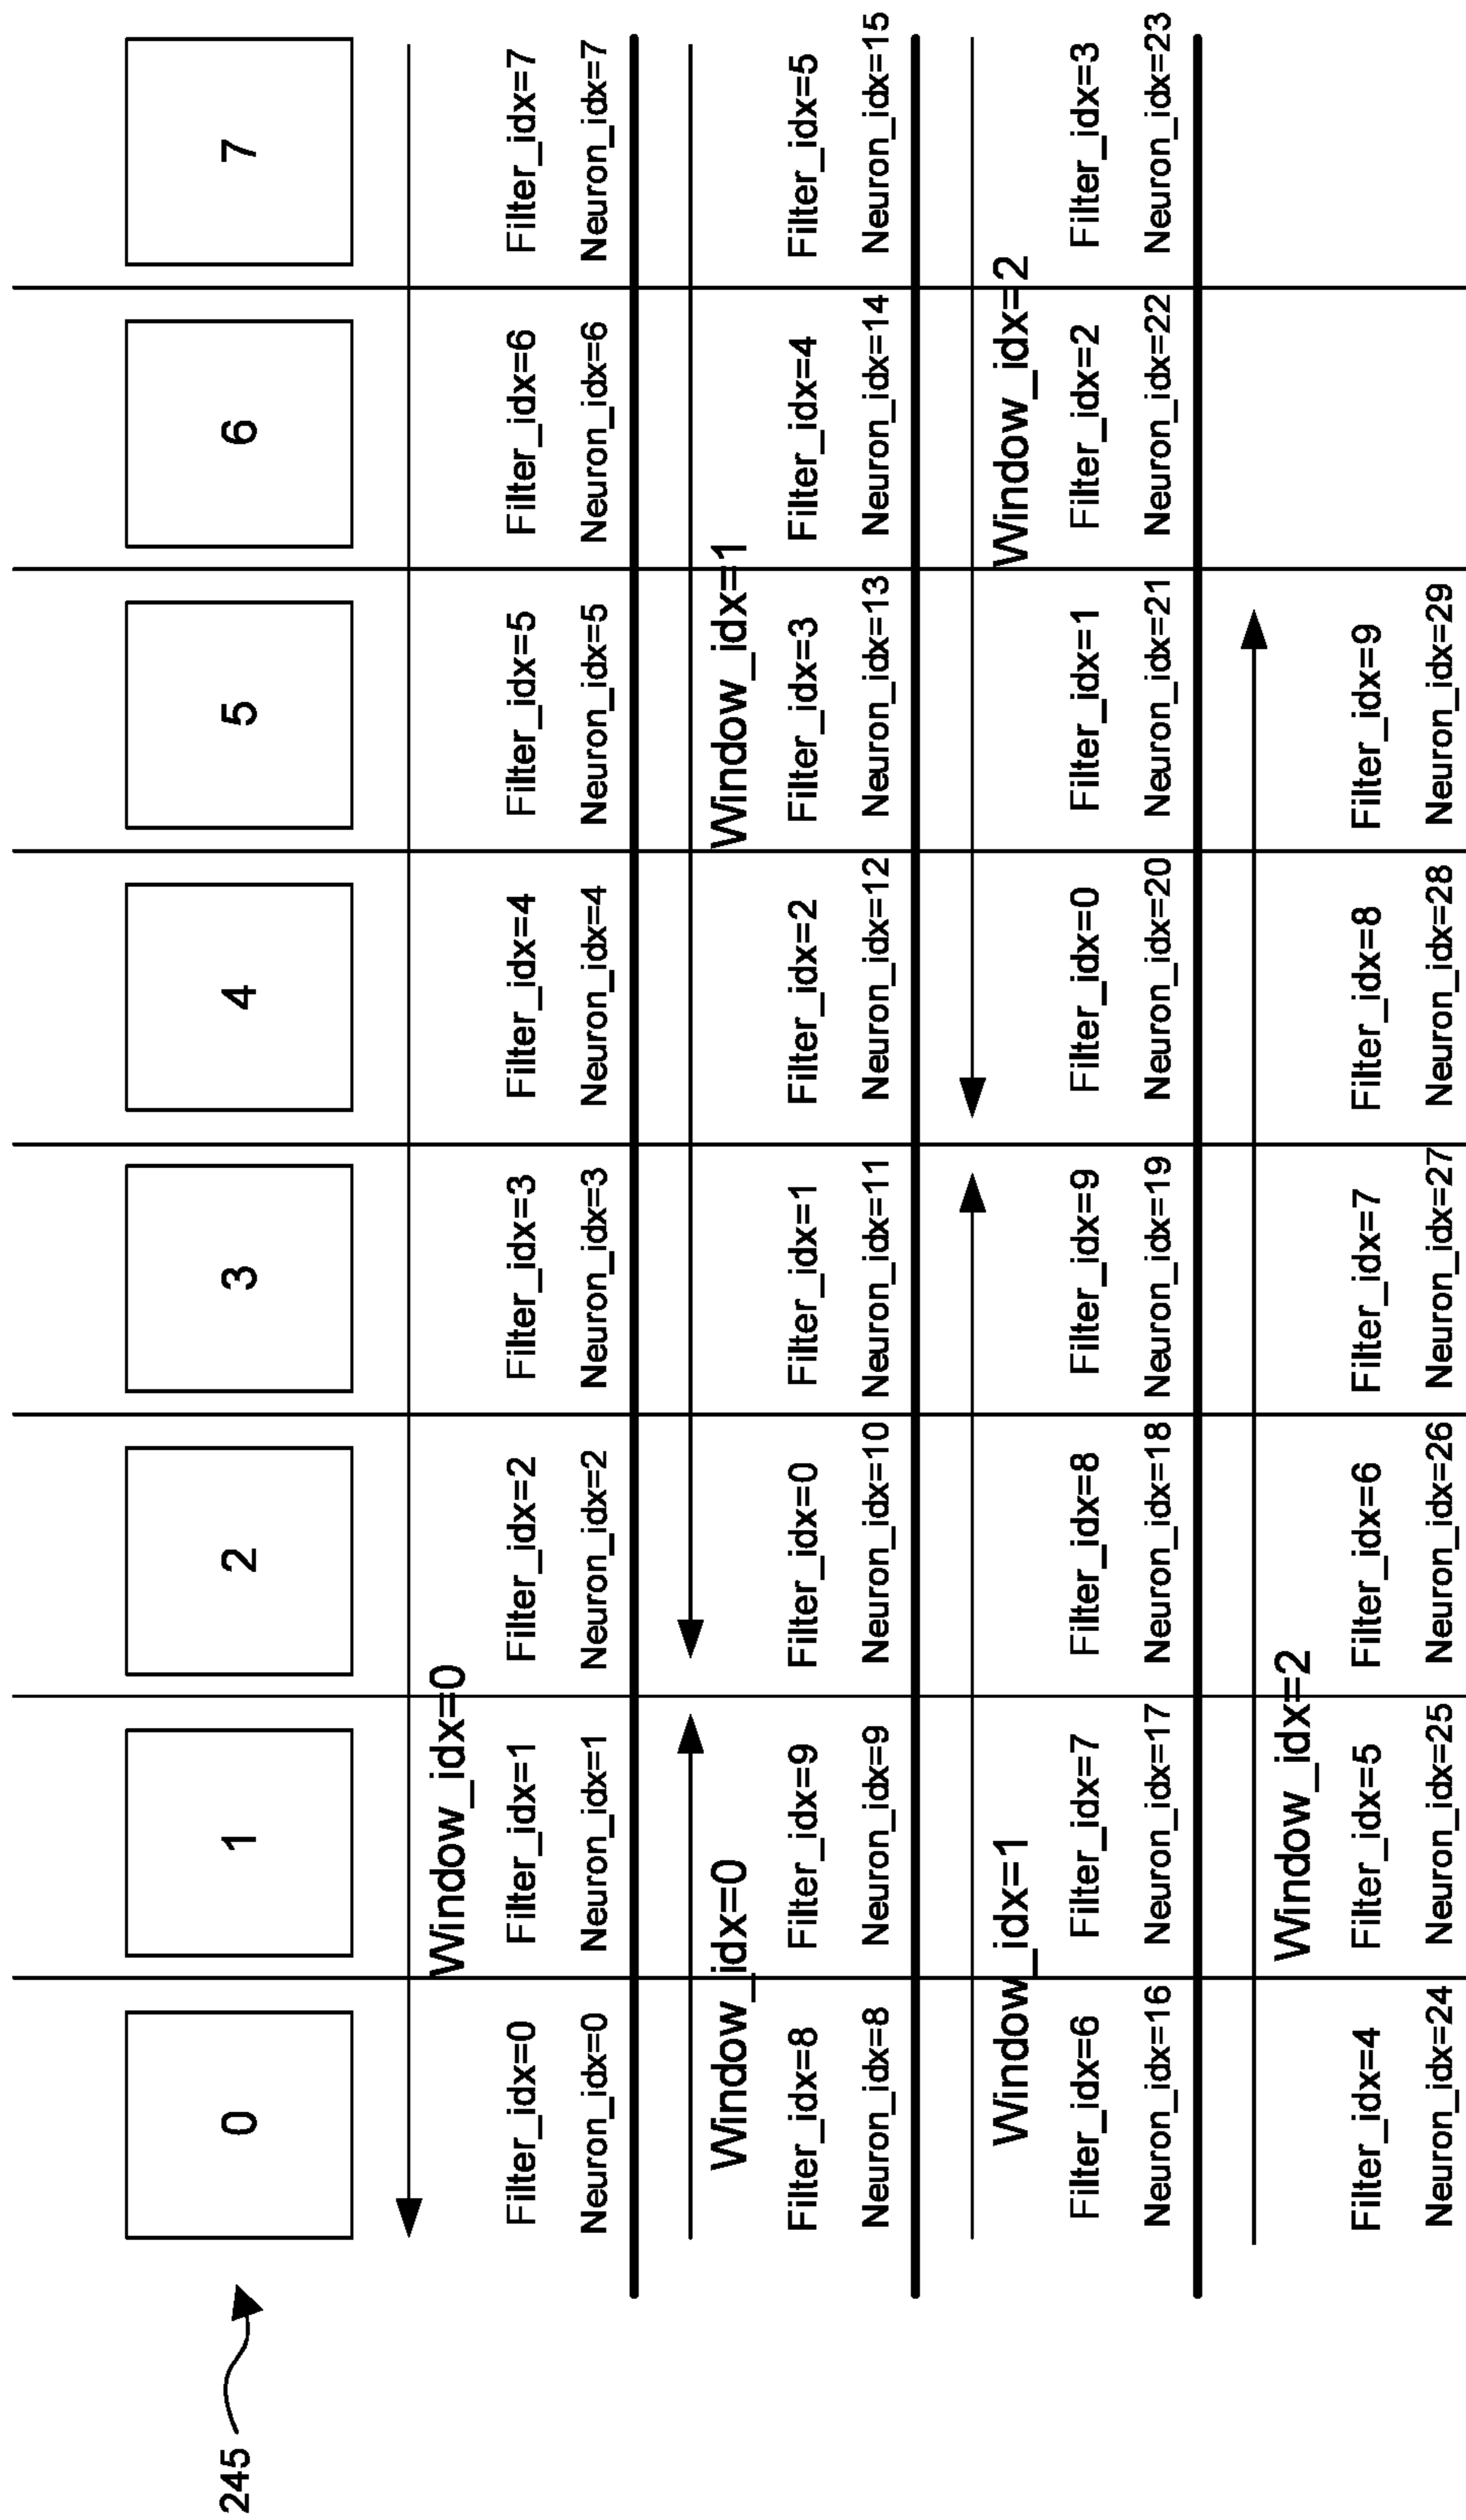 245
0 1 2 3 4 5 6 7
Window_idx=0
Filter_idx=0 Filter_idx=1 Filter_idx=2 Filter_idx=3 Filter_idx=4 Filter_idx=5 Filter_idx=6 Filter_idx=7
Neuron_idx=0 Neuron_idx=1 Neuron_idx=2 Neuron_idx=3 Neuron_idx=4 Neuron_idx=5 Neuron_idx=6 Neuron_idx=7
Window_idx=0 Window_idx=1
Filter_idx=8 Filter_idx=9 Filter_idx=0 Filter_idx=1 Filter_idx=2 Filter_idx=3 Filter_idx=4 Filter_idx=5
Neuron_idx=8 Neuron_idx=9 Neuron_idx=10 Neuron_idx=11 Neuron_idx=12 Neuron_idx=13 Neuron_idx=14 Neuron_idx=15
Window_idx=1 Window_idx=2
Filter_idx=6 Filter_idx=7 Filter_idx=8 Filter_idx=9 Filter_idx=0 Filter_idx=1 Filter_idx=2 Filter_idx=3
Neuron_idx=16 Neuron_idx=17 Neuron_idx=18 Neuron_idx=19 Neuron_idx=20 Neuron_idx=21 Neuron_idx=22 Neuron_idx=23
Window_idx=2
Filter_idx=4 Filter_idx=5 Filter_idx=6 Filter_idx=7 Filter_idx=8 Filter_idx=9
Neuron_idx=24 Neuron_idx=25 Neuron_idx=26 Neuron_idx=27 Neuron_idx=28 Neuron_idx=29